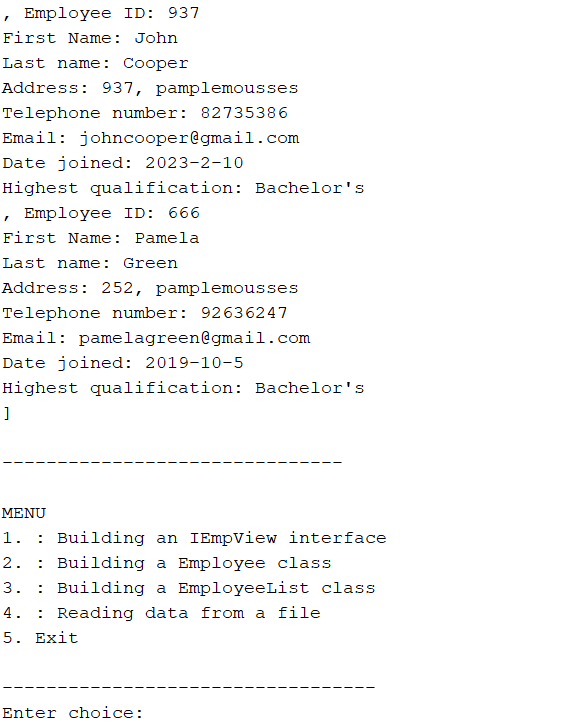 , Employee ID: 937
First Name: John
Last name: Cooper
Address: 937, pamplemousses
Telephone number: 82735386
Email: johncooper@gmail.com
Date joined: 2023-2-10
Highest qualification: Bachelor's
, Employee ID: 666
First Name: Pamela
Last name: Green
Address: 252, pamplemousses
Telephone number: 92636247
Email: pamelagreen@gmail.com
Date joined: 2019-10-5
Highest qualification: Bachelor's
]
-------------------------------
MENU
1. : Building an IEmpView interface
2. : Building a Employee class
3. : Building a EmployeeList class
4. : Reading data from a file
5. Exit
----------------------------------
Enter choice: